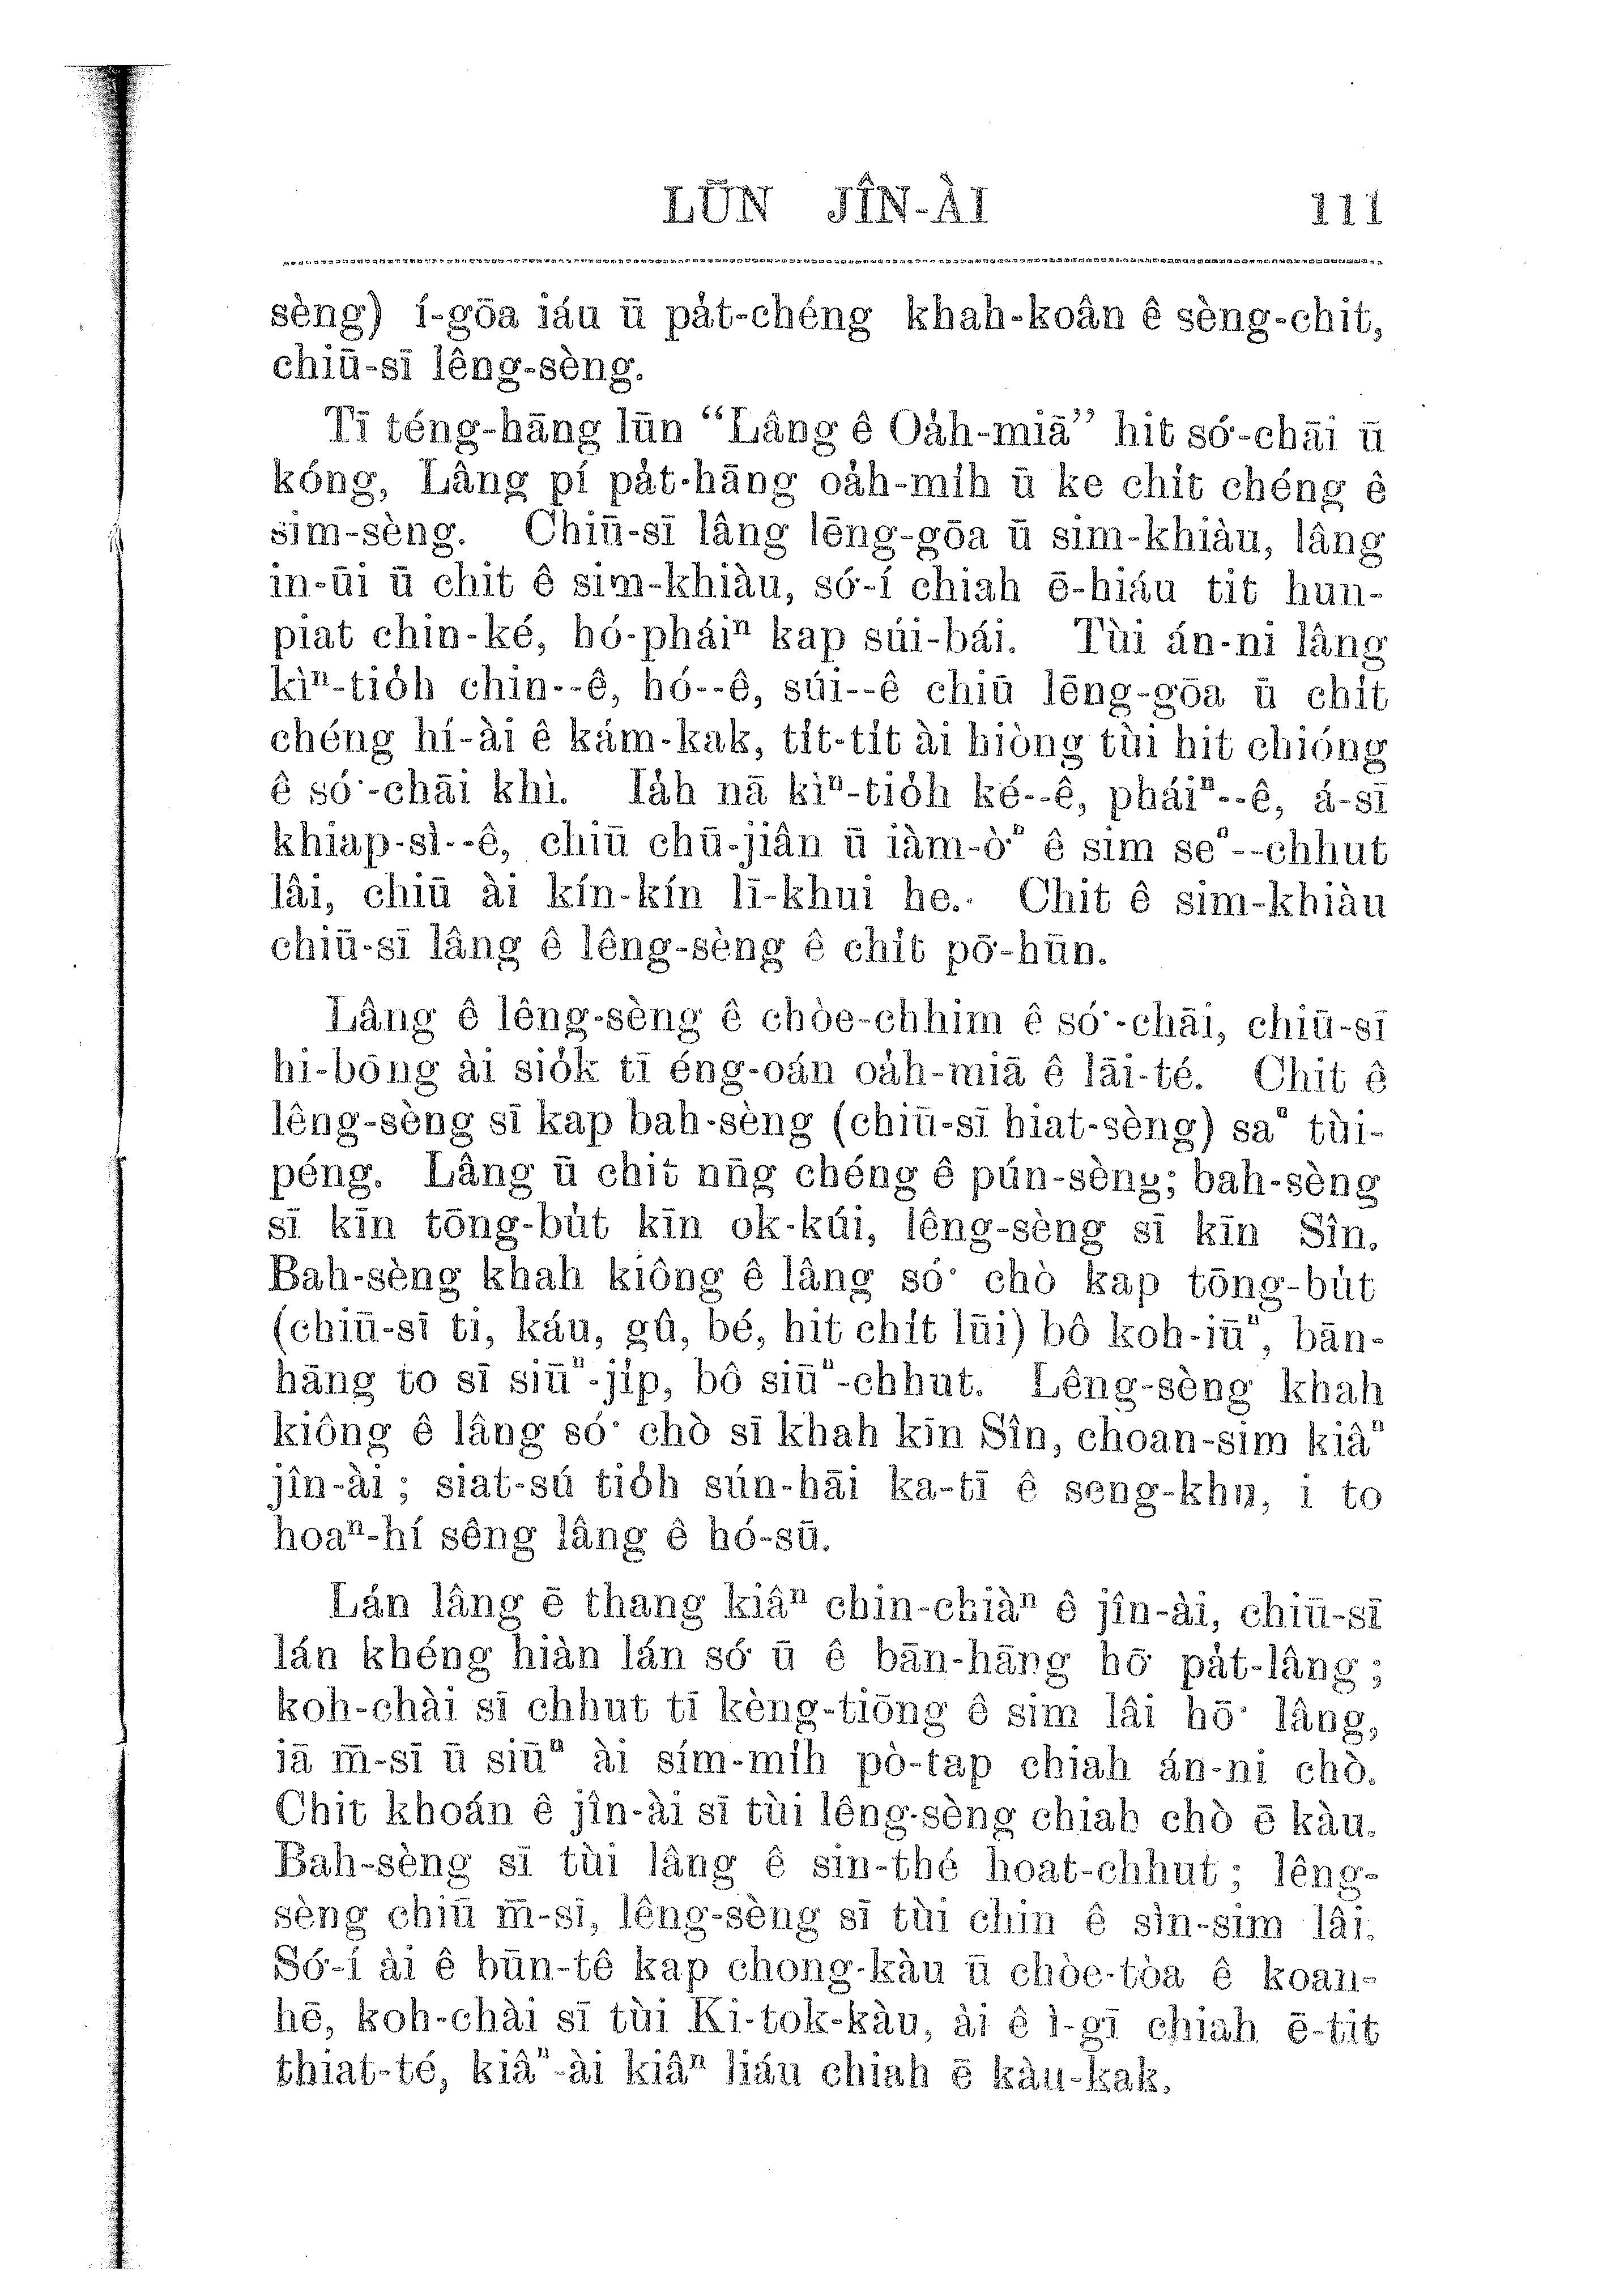 LŪN JÎN-ÀI 111
sèng) í-gōa iáu ū pa̍t-chéng khah-koân ê sèng-chit,
chiū-sī lêng-sèng.
Tī téng-hāng lūn “Lâng ê Oa̍h-miā” hit só͘-chāi ū
kóng, Lâng pí pa̍t-hāng oa̍h-mih ū ke chi̍t chéng ê
sim-sèng. Chiū-sī lâng lēng-gōa ū sim-khiàu, lâng
in-ūi ū chit ê sim-khiàu, só͘-í chiah ē-hiáu tit hun-
piat chin-ké, hó-pháiⁿ kap súi-bái. Tùi án-ni lâng
kìⁿ-tio̍h chin--ê, hó--ê, súi--ê chiū lēng-gōa ū chi̍t
chéng hí-ài ê kám-kak, ti̍t-ti̍t ài hiòng tùi hit chióng
ê só͘-chāi khì. Ia̍h nā kìⁿ-tio̍h ké--ê, pháiⁿ--ê, á-sī
khiap-sì--ê, chiū chū-jiân ū iàm-ò͘ⁿ ê sim seⁿ--chhut
lâi, chiū ài kín-kín lī-khui he. Chit ê sim-khiàu
chiū-sī lâng ê lêng-sèng ê chi̍t pō͘-hūn.
Lâng ê lêng-sèng ê chòe-chhim ê só͘-chāi, chiū-sī
hi-bōng ài sio̍k tī éng-oán oa̍h-miā ê lāi-té. Chit ê
lêng-sèng sī kap bah-sèng (chiū-sī hiat-sèng) saⁿ tùi-
péng. Lâng ū chit nn̄g chéng ê pún-sèng; bah-sèng
sī kīn tōng-bu̍t kīn ok-kúi, lêng-sèng sī kīn Sîn.
Bah-sèng khah kiông ê lâng só͘ chò kap tōng-bu̍t
(chiū-sī ti, káu, gû, bé, hit chi̍t lūi) bô koh-iūⁿ, bān-
hāng to sī siūⁿ-ji̍p, bô siūⁿ-chhut. Lêng-sèng khah
kiông ê lâng só͘ chò sī khah kīn Sîn, choan-sim kiâⁿ
jîn-ài; siat-sú tio̍h sún-hāi ka-tī ê seng-khu, i to
hoaⁿ-hí sêng lâng ê hó-sū.
Lán lâng ē thang kiâⁿ chin-chiàⁿ ê jîn-ài, chiū-sī
lán khéng hiàn lán só͘ ū ê bān-hāng hō͘ pa̍t-lâng;
koh-chài sī chhut tī kèng-tiōng ê sim lâi hō͘ lâng,
iā m̄-sī ū siūⁿ ài sím-mih pò-tap chiah án-ni chò.
Chit khoán ê jîn-ài sī tùi lêng-sèng chiah chò ē kàu.
Bah-sèng sī tùi lâng ê sin-thé hoat-chhut; lêng-
sèng chiū m̄-sī, lêng-sèng sī tùi chin ê sìn-sim lâi.
Só͘-í ài ê būn-tê kap chong-kàu ū chòe-tōa ê koan-
hē, koh-chài sī tùi Ki-tok-kàu, ài ê ì-gī chiah ē-tit
thiat-té, kiâⁿ-ài kiâⁿ liáu chiah ē kàu-kak.